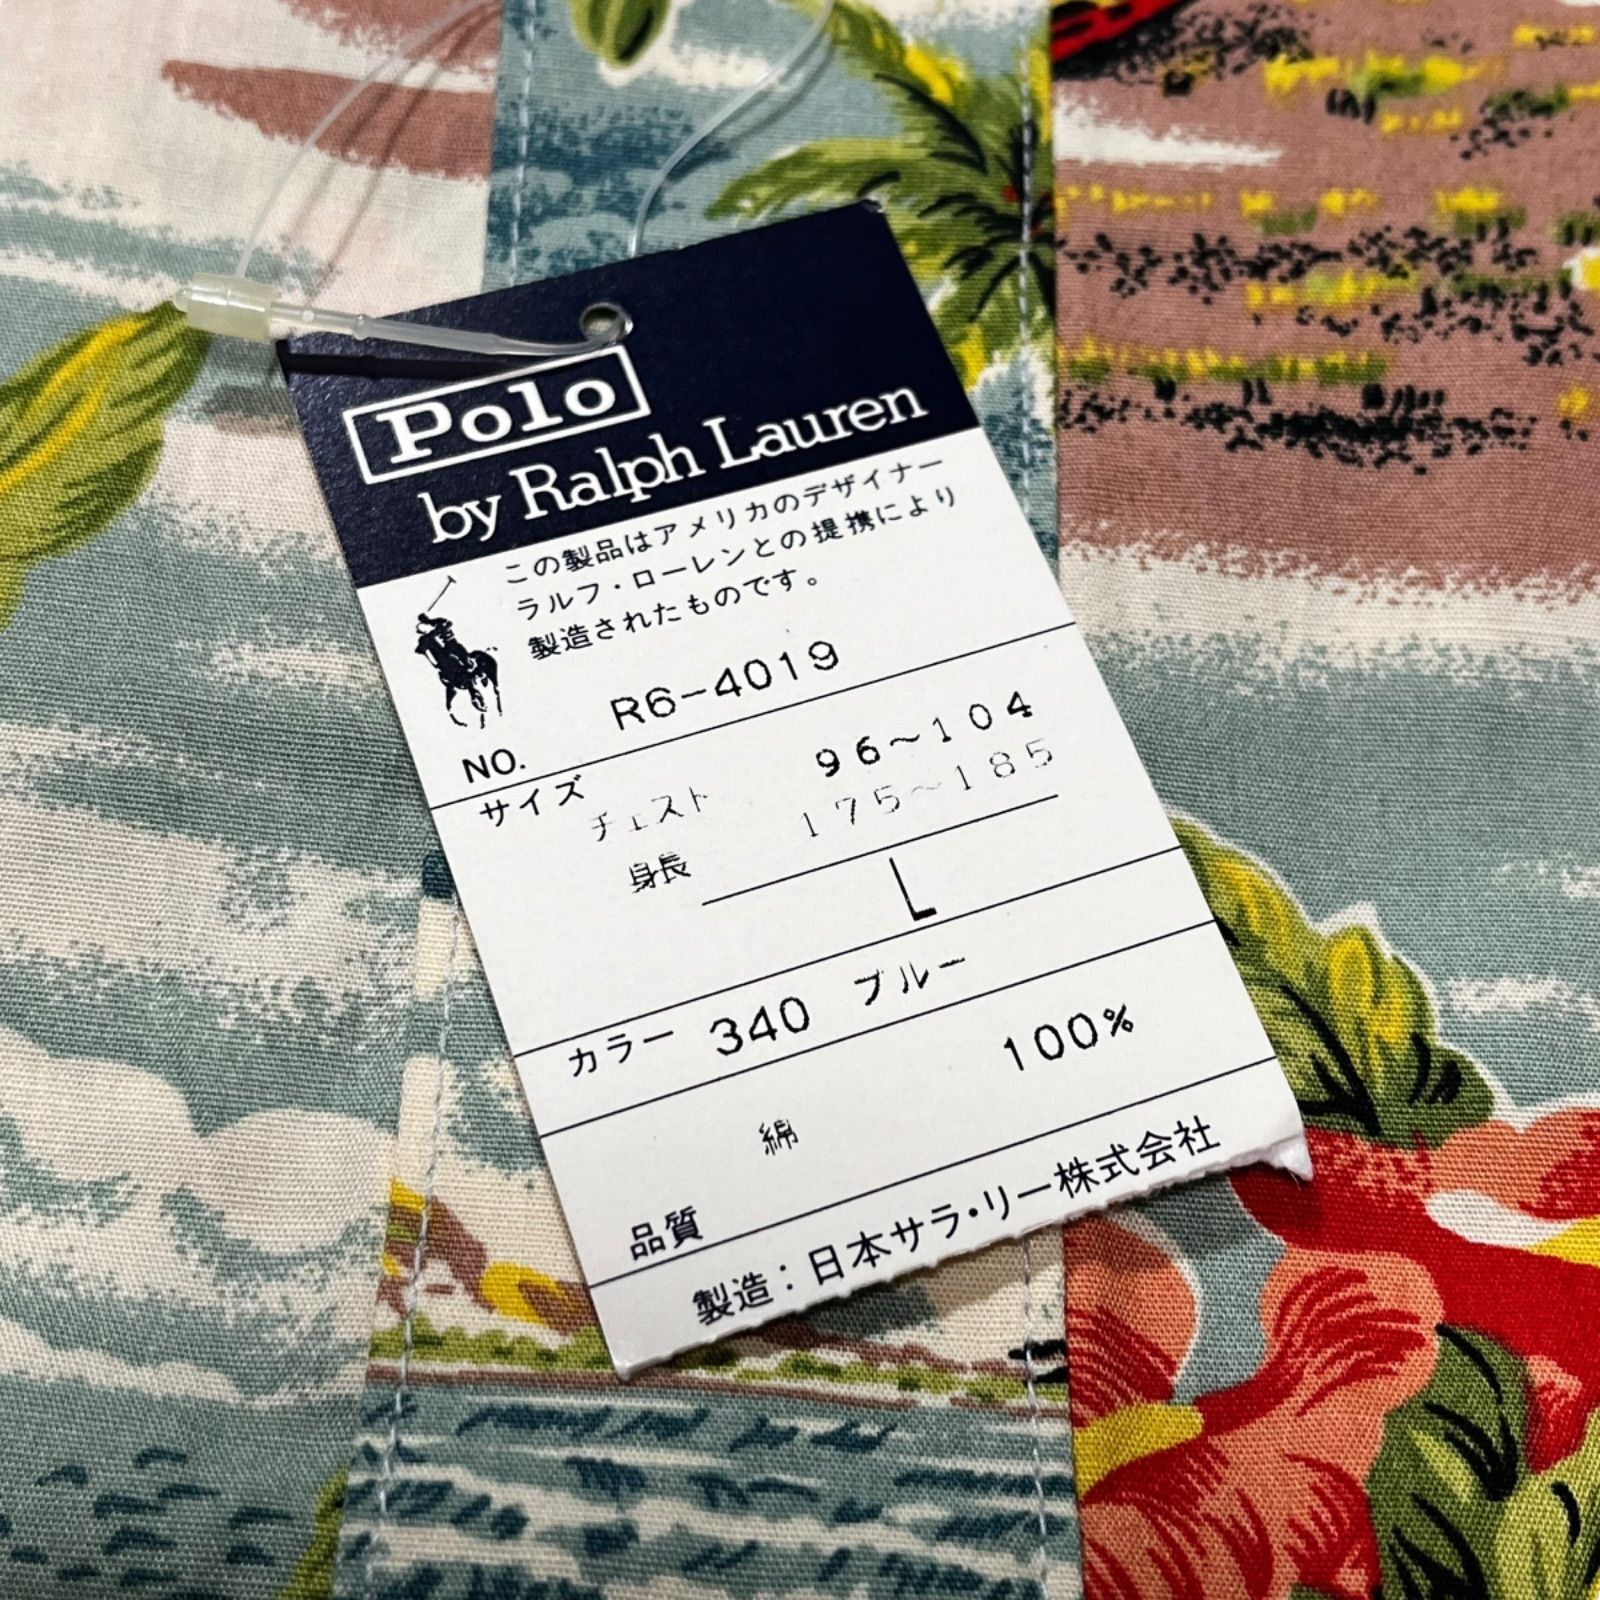 Polo
by Ralph Lauren
この製品はアメリカのデザイナー
ラルフ・ローレンとの提携により
製造されたものです。
NO. R6-4019
サイズ チェスト 96〜104
身長 175〜185
L
カラー 340 ブルー
品質 綿 100%
製造：日本サラ・リー株式会社